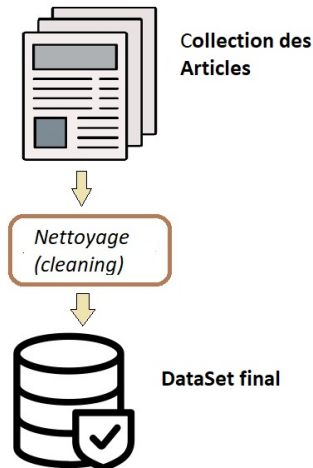 Collection des
Articles
Nettoyage
(cleaning)
DataSet final